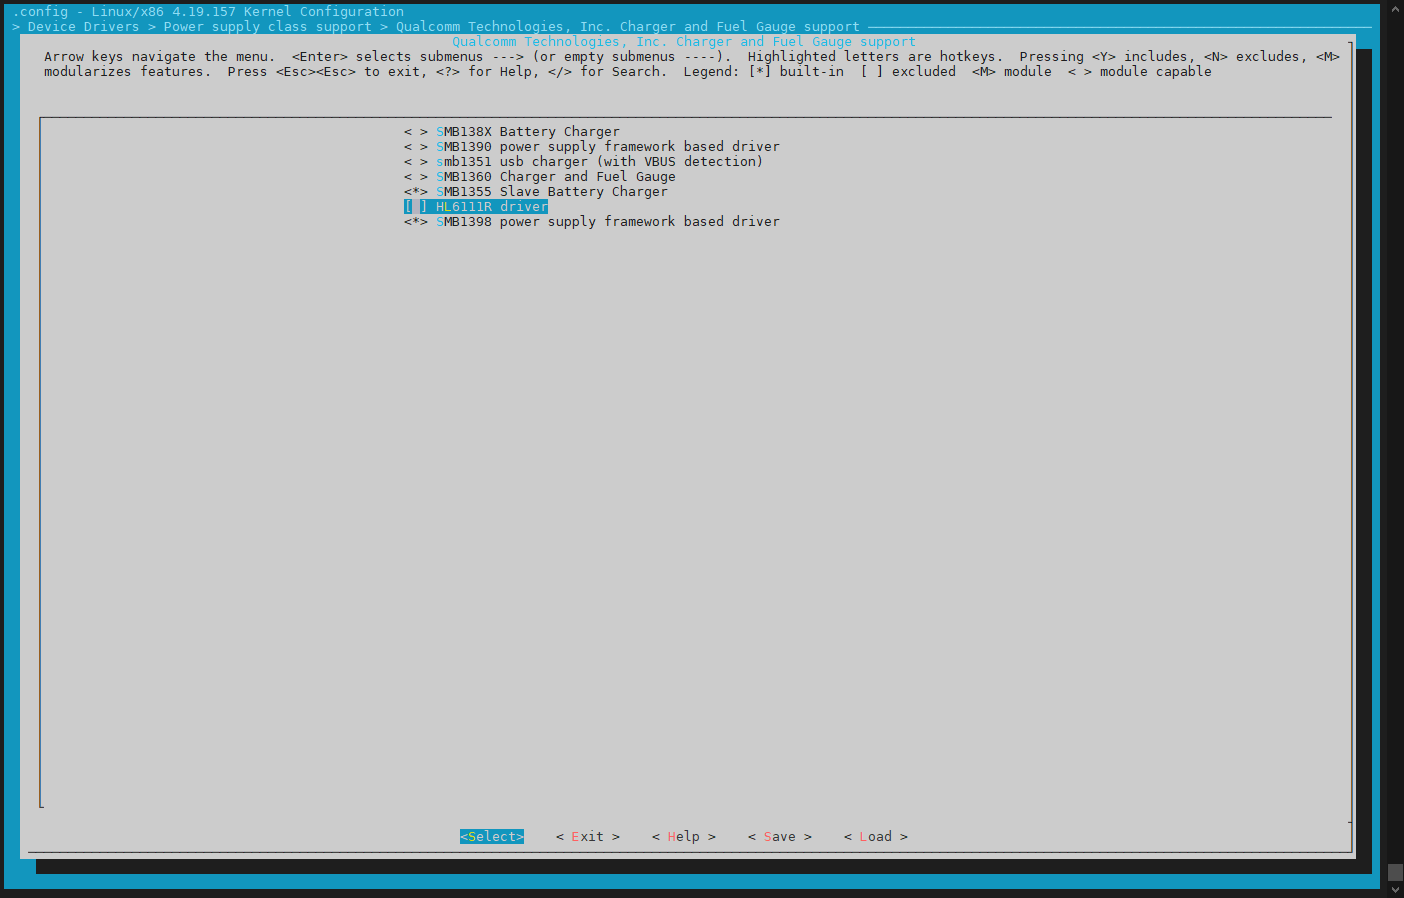 .config - Linux/x86 4.19.157 Kernel Configuration
> Device Drivers > Power supply class support > Qualcomm Technologies, Inc. Charger and Fuel Gauge support
Qualcomm Technologies, Inc. Charger and Fuel Gauge support
Arrow keys navigate the menu.  <Enter> selects submenus ---> (or empty submenus ----).  Highlighted letters are hotkeys.  Pressing <Y> includes, <N> excludes, <M>
modularizes features.  Press <Esc><Esc> to exit, <?> for Help, </> for Search.  Legend: [*] built-in  [ ] excluded  <M> module  < > module capable
< > SMB138X Battery Charger
< > SMB1390 power supply framework based driver
< > smb1351 usb charger (with VBUS detection)
< > SMB1360 Charger and Fuel Gauge
<*> SMB1355 Slave Battery Charger
[ ] HL6111R driver
<*> SMB1398 power supply framework based driver
<Select>    < Exit >    < Help >    < Save >    < Load >